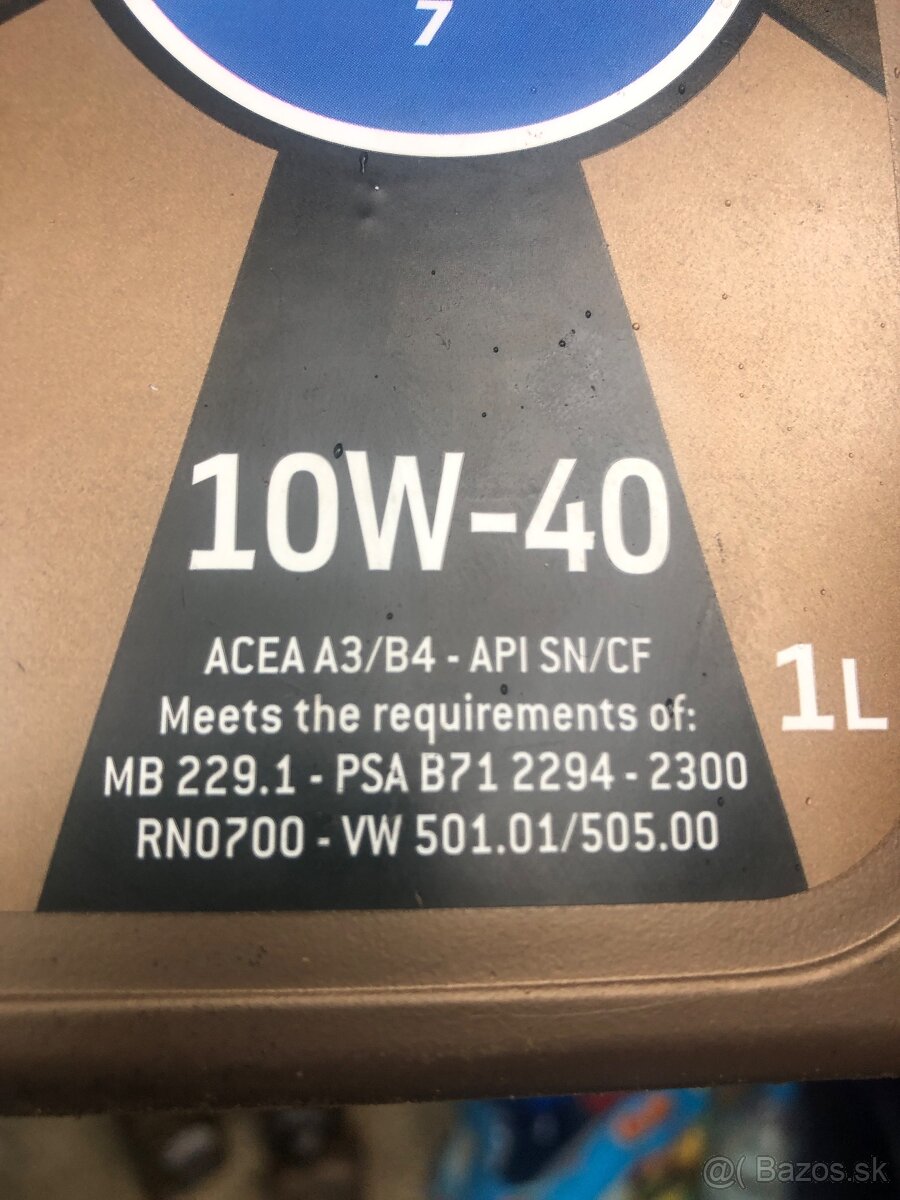 7
10W-40
ACEA A3/B4 - API SN/CF
Meets the requirements of:
MB 229.1 - PSA B71 2294 - 2300
RN0700 - VW 501.01/505.00
1L
@( Bazos.sk